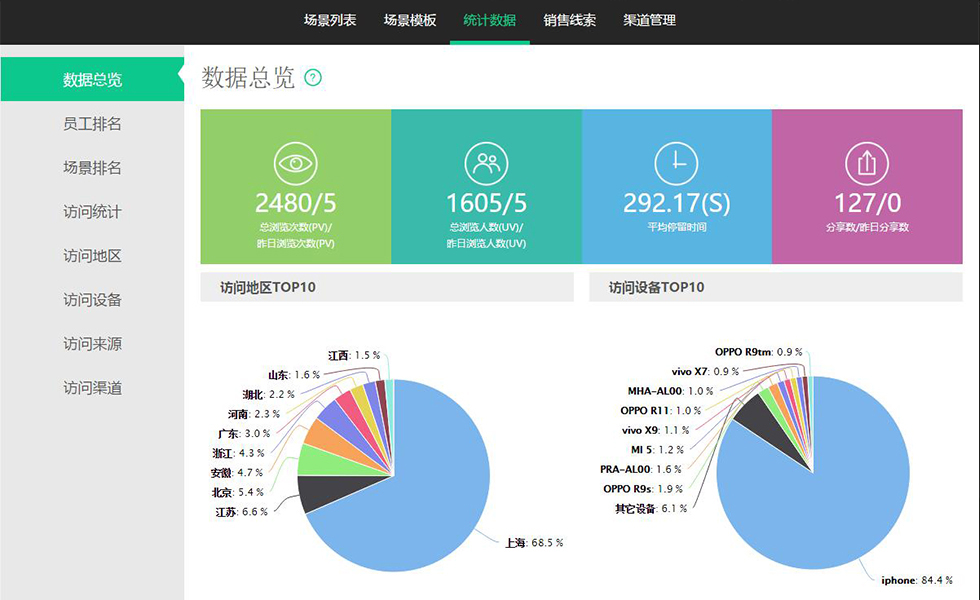 场景列表 场景模板 统计数据 销售线索 渠道管理
数据总览
员工排名
场景排名
访问统计
访问地区
访问设备
访问来源
访问渠道
数据总览 ?
2480/5
总浏览次数(PV)/
昨日浏览次数(PV)
1605/5
总浏览人数(UV)/
昨日浏览人数(UV)
292.17(S)
平均停留时间
127/0
分享数/昨日分享数
访问地区TOP10
江西: 1.5 %
山东: 1.6 %
湖北: 2.2 %
河南: 2.3 %
广东: 3.0 %
浙江: 4.3 %
安徽: 4.7 %
北京: 5.4 %
江苏: 6.6 %
上海: 68.5 %
访问设备TOP10
OPPO R9tm: 0.9 %
vivo X7: 0.9 %
MHA-AL00: 1.0 %
OPPO R11: 1.0 %
vivo X9: 1.1 %
MI 5: 1.2 %
PRA-AL00: 1.6 %
OPPO R9s: 1.9 %
其它设备: 6.1 %
iphone: 84.4 %